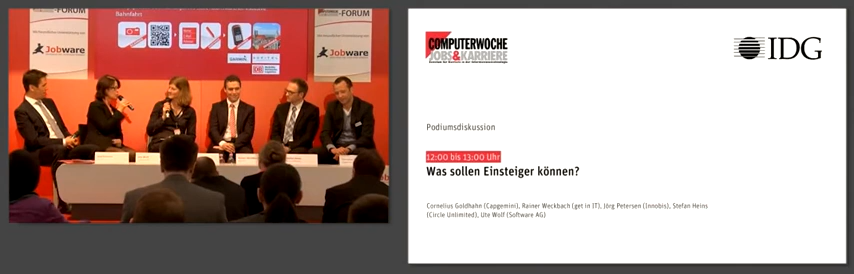 -FORUM
Bahnfahrt
-FORUM
Jobware
Jobware
COMPUTERWOCHE
JOBS&KARRIERE
IDG
Podiumsdiskussion
12:00 bis 13:00 Uhr
Was sollen Einsteiger können?
Cornelius Goldhahn (Capgemini), Rainer Weckbach (get in IT), Jörg Petersen (Innobis), Stefan Heins
(Circle Unlimited), Ute Wolf (Software AG)